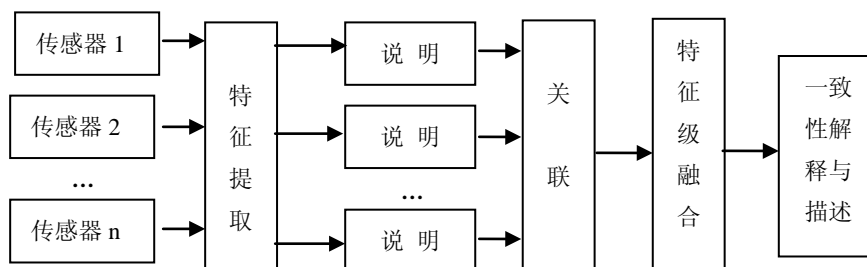 传感器 1
传感器 2
...
传感器 n
特征提取
说 明
说 明
...
说 明
关联
特征级融合
一致
性解
释与
描述